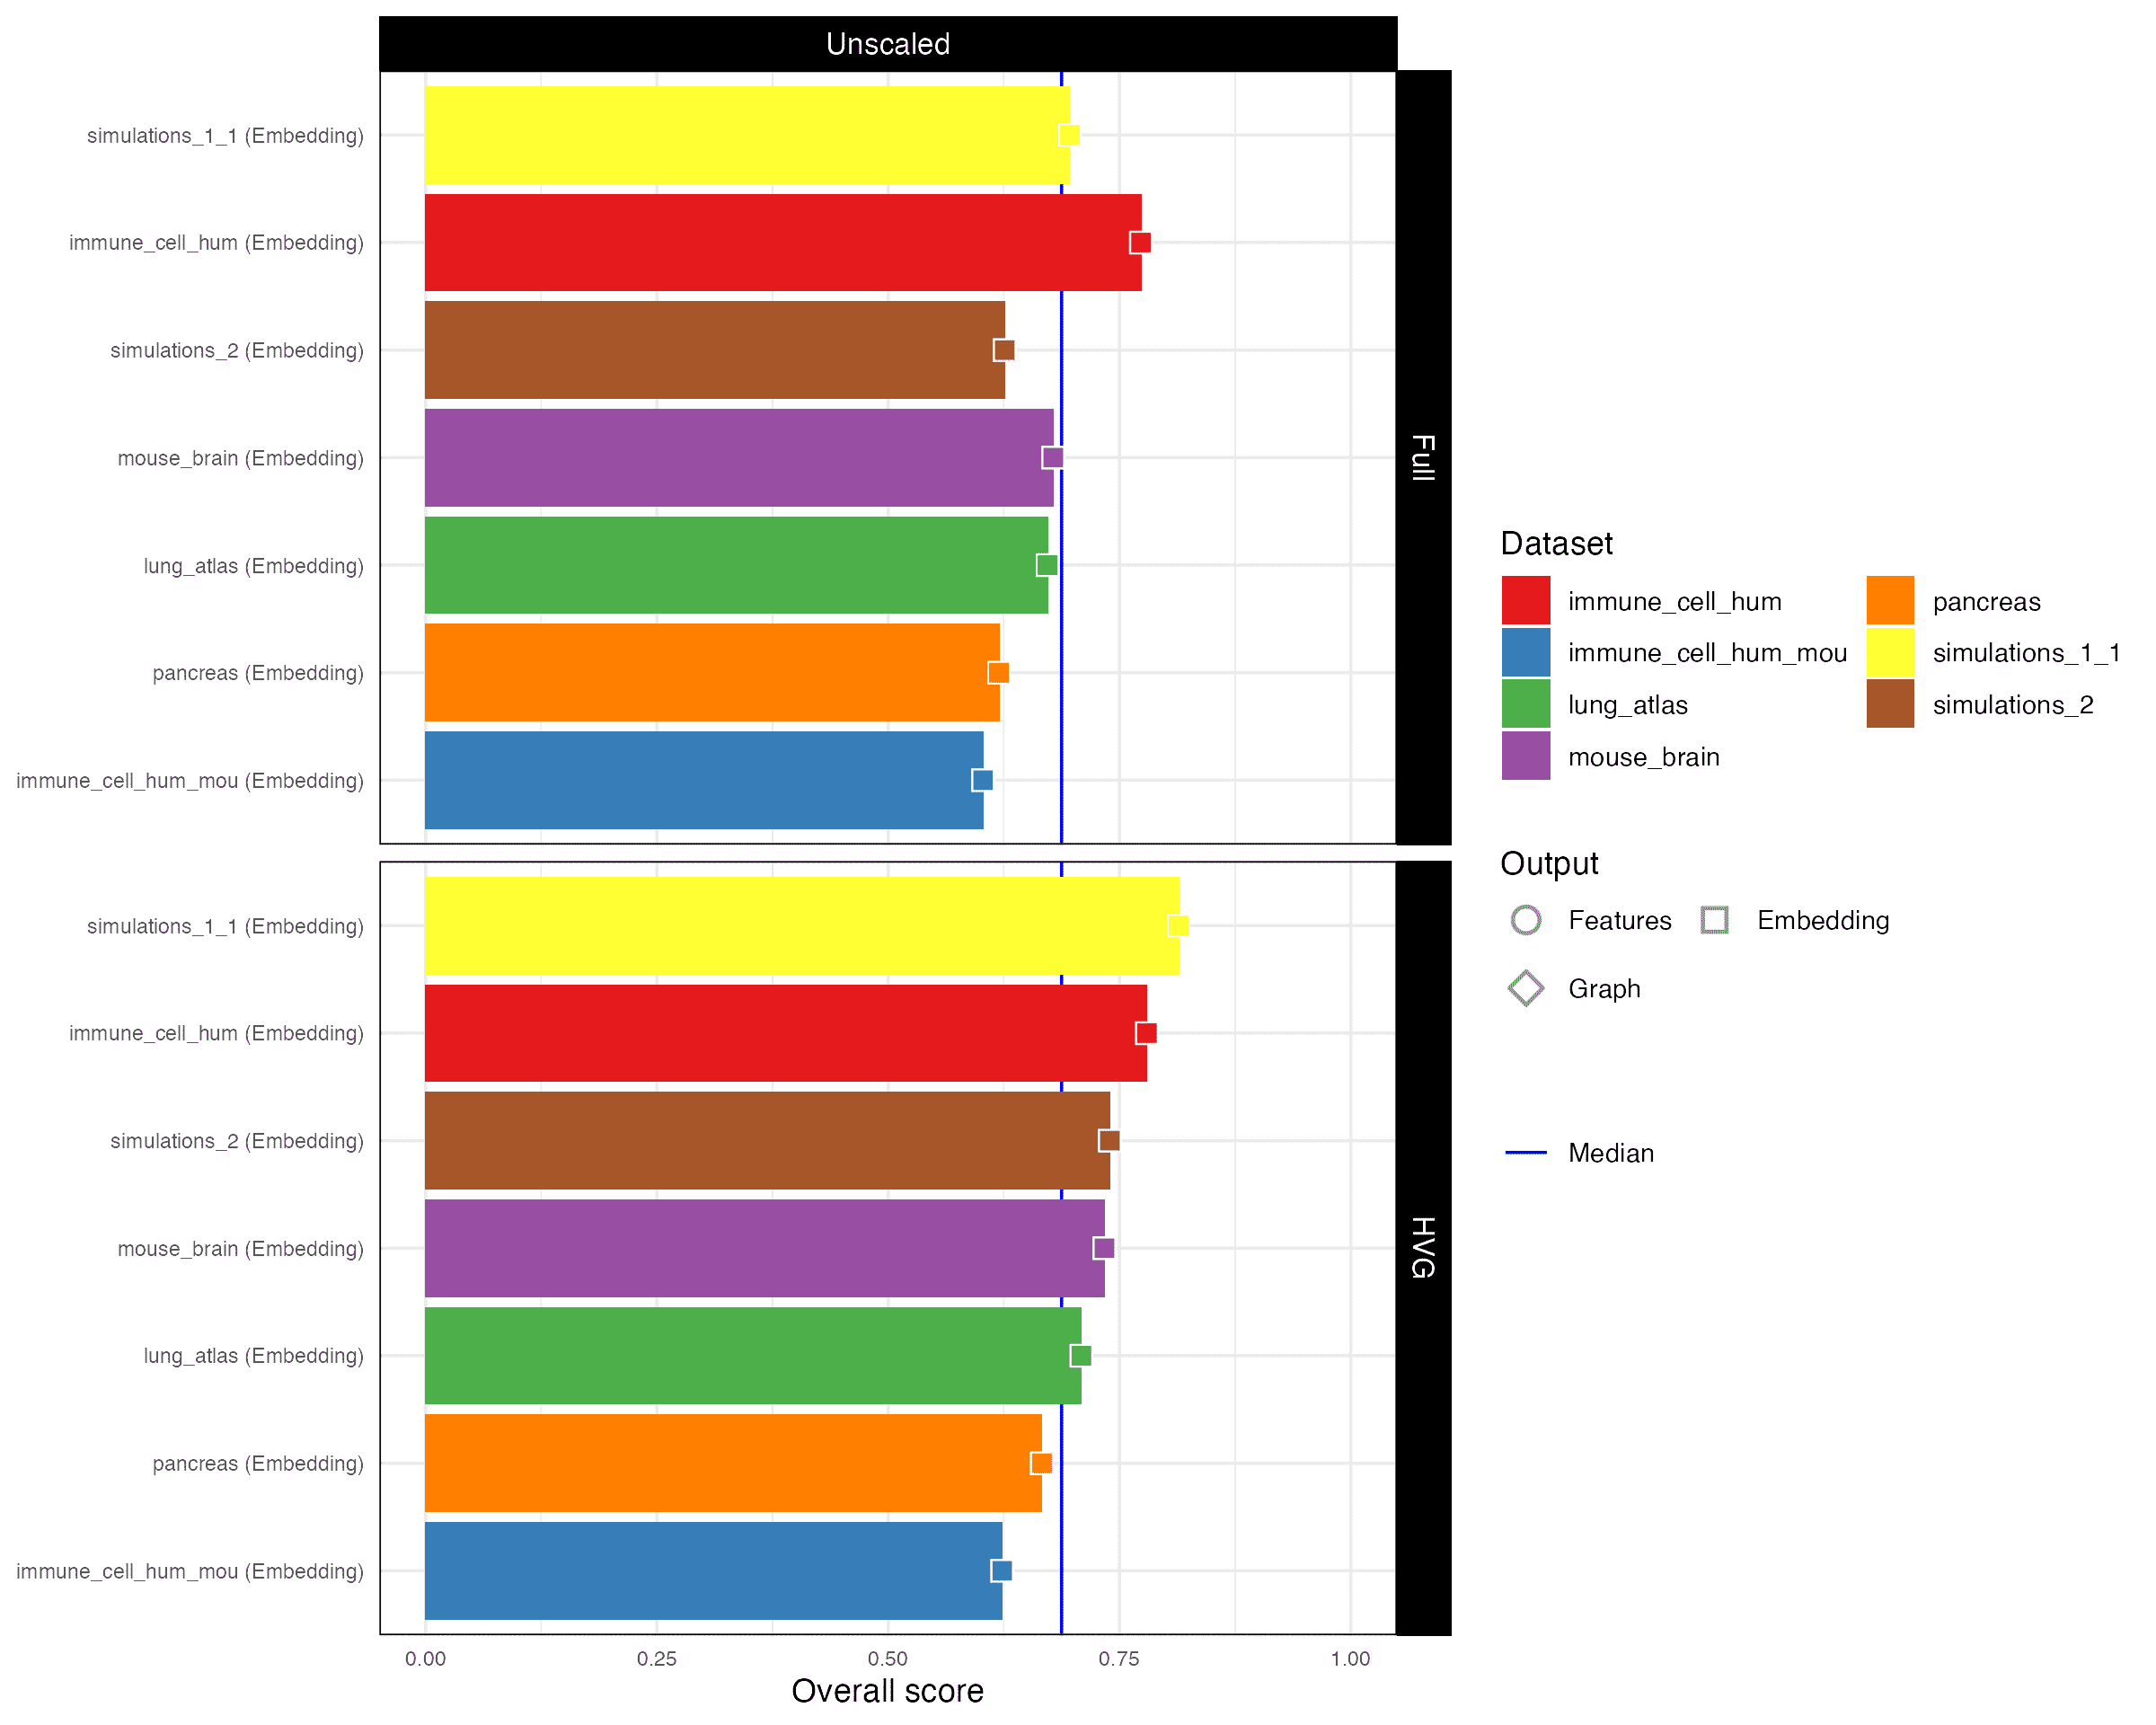 Unscaled
simulations_1_1 (Embedding)
immune_cell_hum (Embedding)
simulations_2 (Embedding)
mouse_brain (Embedding)
lung_atlas (Embedding)
pancreas (Embedding)
immune_cell_hum_mou (Embedding)
Full
simulations_1_1 (Embedding)
immune_cell_hum (Embedding)
simulations_2 (Embedding)
mouse_brain (Embedding)
lung_atlas (Embedding)
pancreas (Embedding)
immune_cell_hum_mou (Embedding)
HVG
0.00 0.25 0.50 0.75 1.00
Overall score
Dataset
immune_cell_hum
immune_cell_hum_mou
lung_atlas
mouse_brain
pancreas
simulations_1_1
simulations_2
Output
Features Embedding
Graph
Median